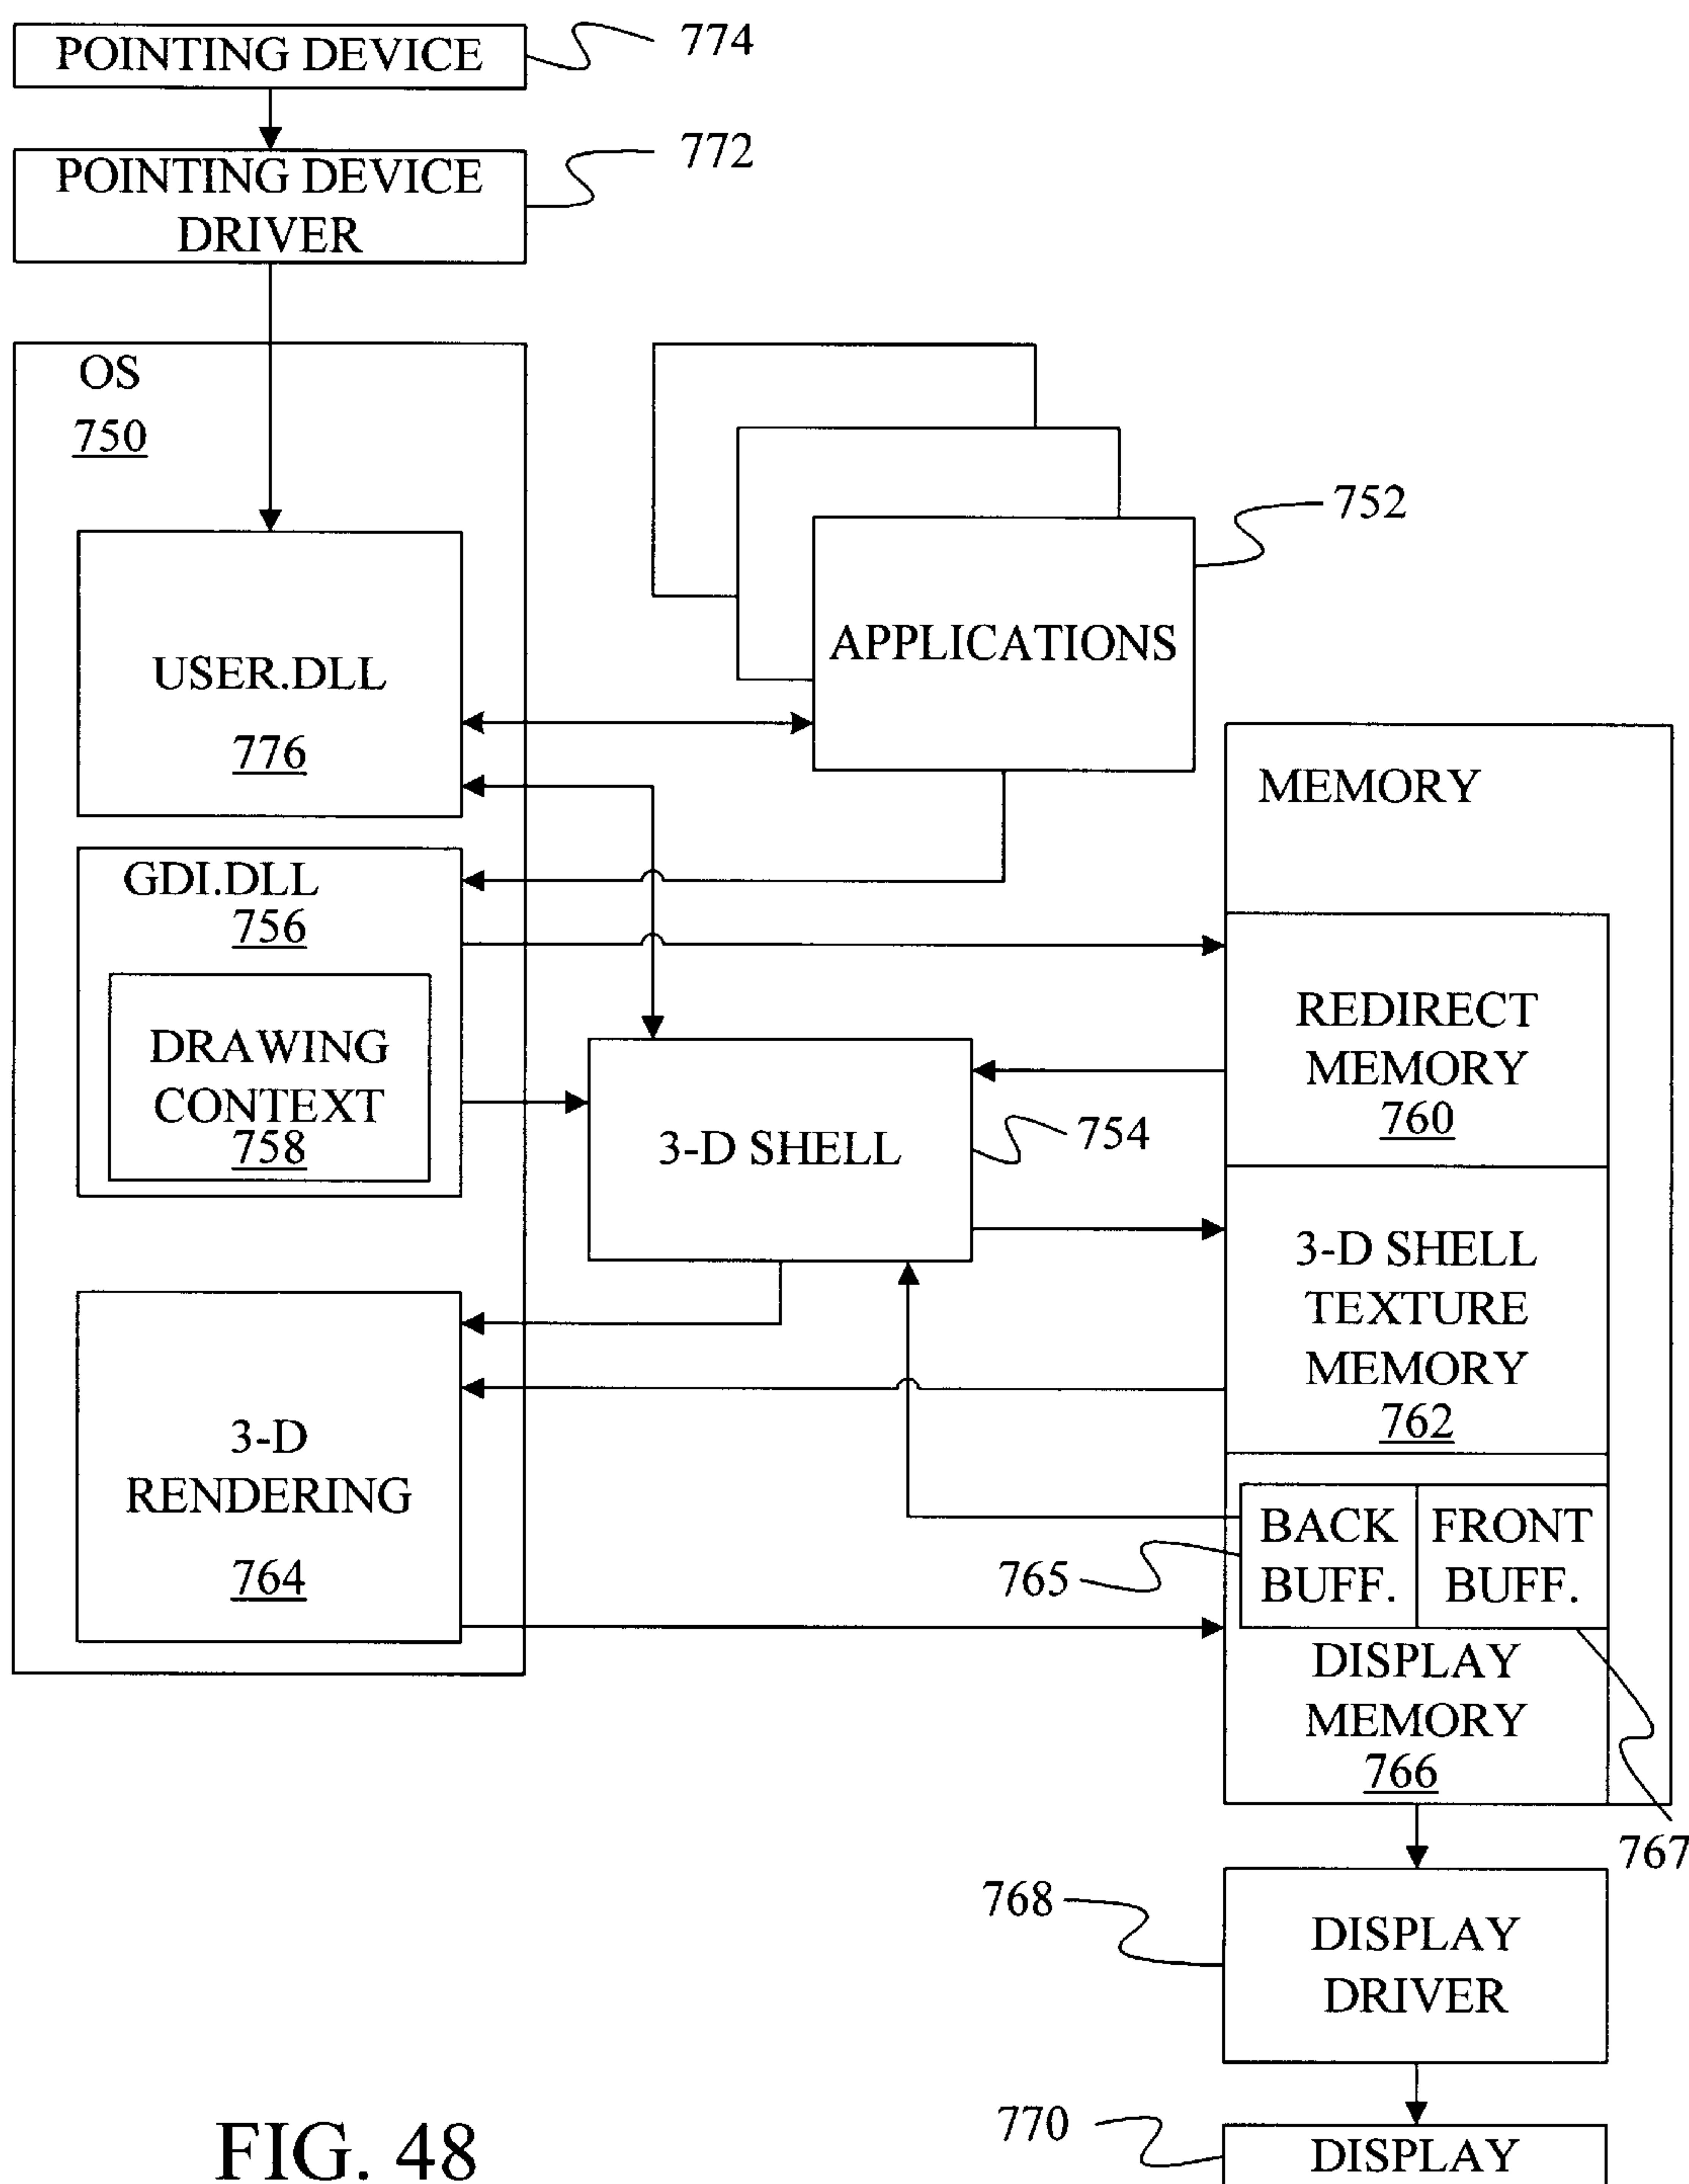 POINTING DEVICE
774
POINTING DEVICE
DRIVER
772
OS
750
752
APPLICATIONS
USER.DLL
776
MEMORY
GDI.DLL
756
DRAWING
CONTEXT
758
REDIRECT
MEMORY
760
3-D SHELL
754
3-D SHELL
TEXTURE
MEMORY
762
3-D
RENDERING
764
765
BACK
BUFF.
FRONT
BUFF.
DISPLAY
MEMORY
766
767
768
DISPLAY
DRIVER
770
DISPLAY
FIG. 48